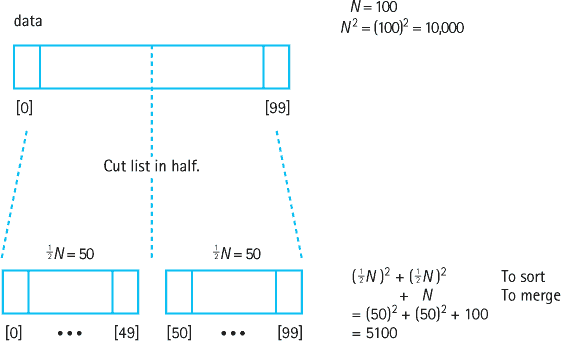 data
N = 100
N² = (100)² = 10,000
[0] [99]
Cut list in half.
½N = 50 ½N = 50
(½N)² + (½N)² To sort
+ N To merge
= (50)² + (50)² + 100
= 5100
[0] ••• [49] [50] ••• [99]